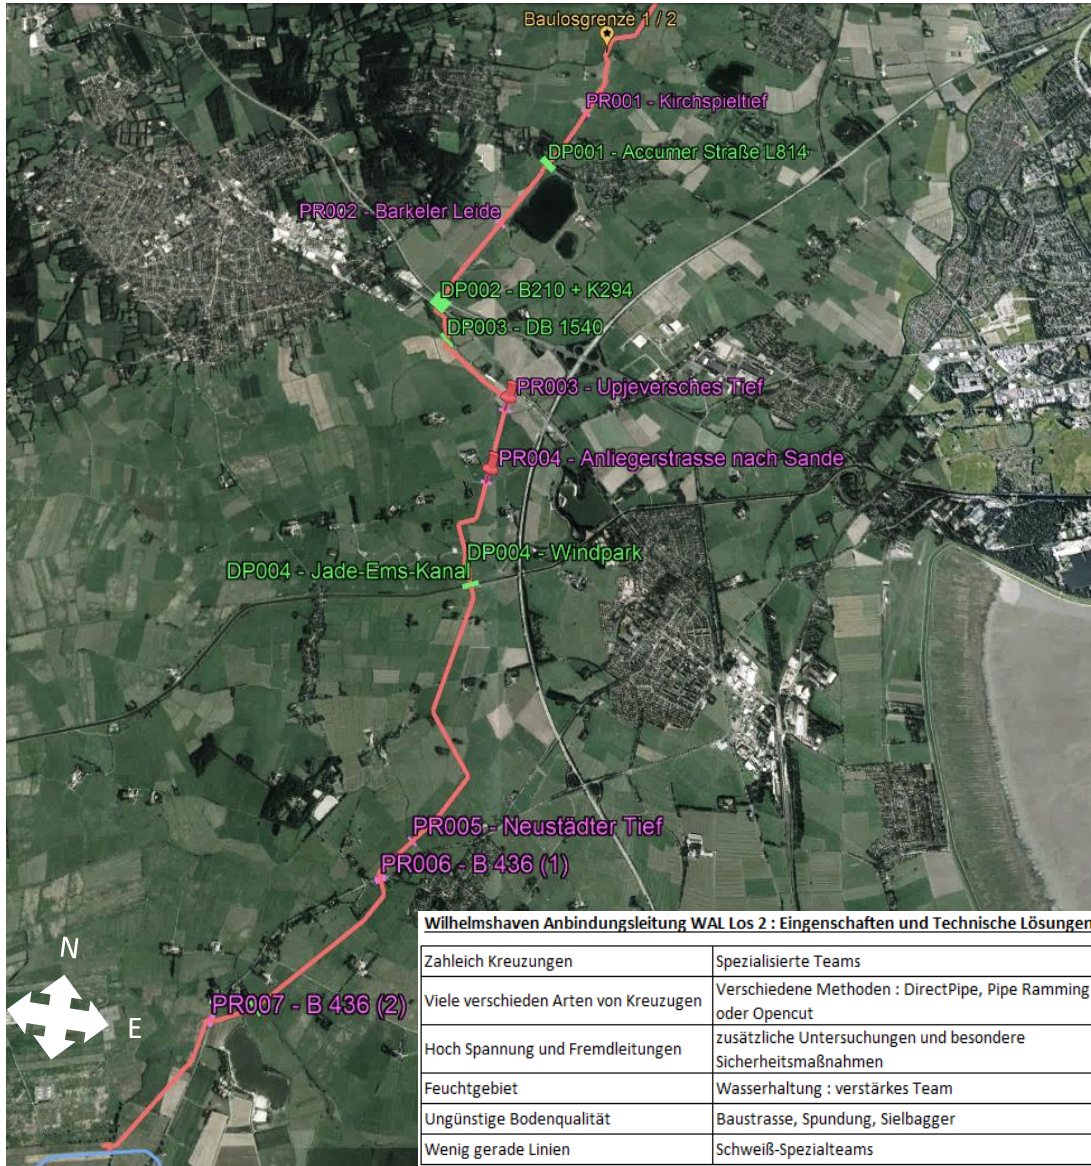 Baulosgrenze 1 / 2
PR001 - Kirchspieltief
DP001 - Accumer Straße L814
PR002 - Barkeler Leide
DP002 - B210 + K294
DP003 - DB 1540
PR003 - Upjeversches Tief
PR004 - Anliegerstrasse nach Sande
DP004 - Windpark
DP004 - Jade-Ems-Kanal
PR005 - Neustädter Tief
PR006 - B 436 (1)
PR007 - B 436 (2)
N
E
Wilhelmshaven Anbindungsleitung WAL Los 2 : Eingenschaften und Technische Lösungen
Zahleich Kreuzungen
Spezialisierte Teams
Viele verschieden Arten von Kreuzugen
Verschiedene Methoden : DirectPipe, Pipe Ramming
oder Opencut
Hoch Spannung und Fremdleitungen
zusätzliche Untersuchungen und besondere
Sicherheitsmaßnahmen
Feuchtgebiet
Wasserhaltung : verstärkes Team
Ungünstige Bodenqualität
Baustrasse, Spundung, Sielbagger
Wenig gerade Linien
Schweiß-Spezialteams